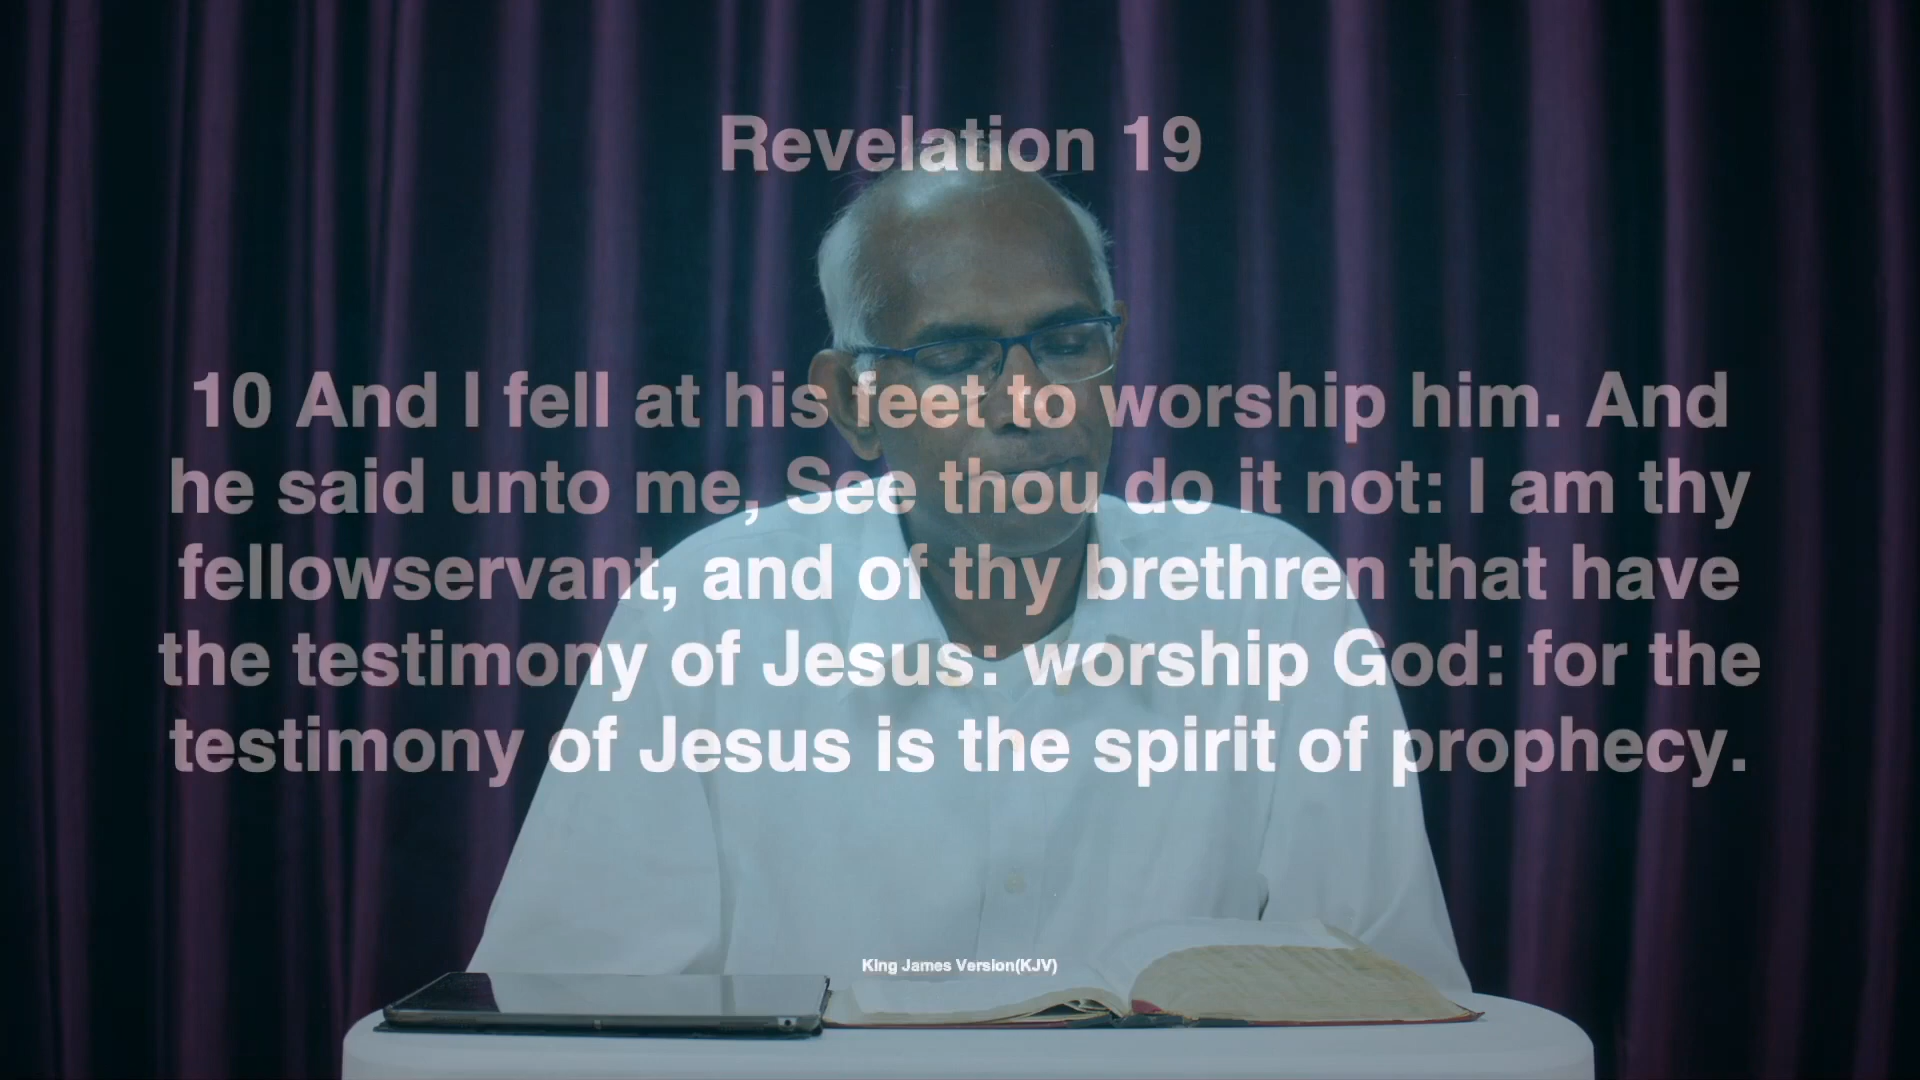 Revelation 19
10 And I fell at his feet to worship him. And
he said unto me, See thou do it not: I am thy
fellowservant, and of thy brethren that have
the testimony of Jesus: worship God: for the
testimony of Jesus is the spirit of prophecy.
King James Version(KJV)